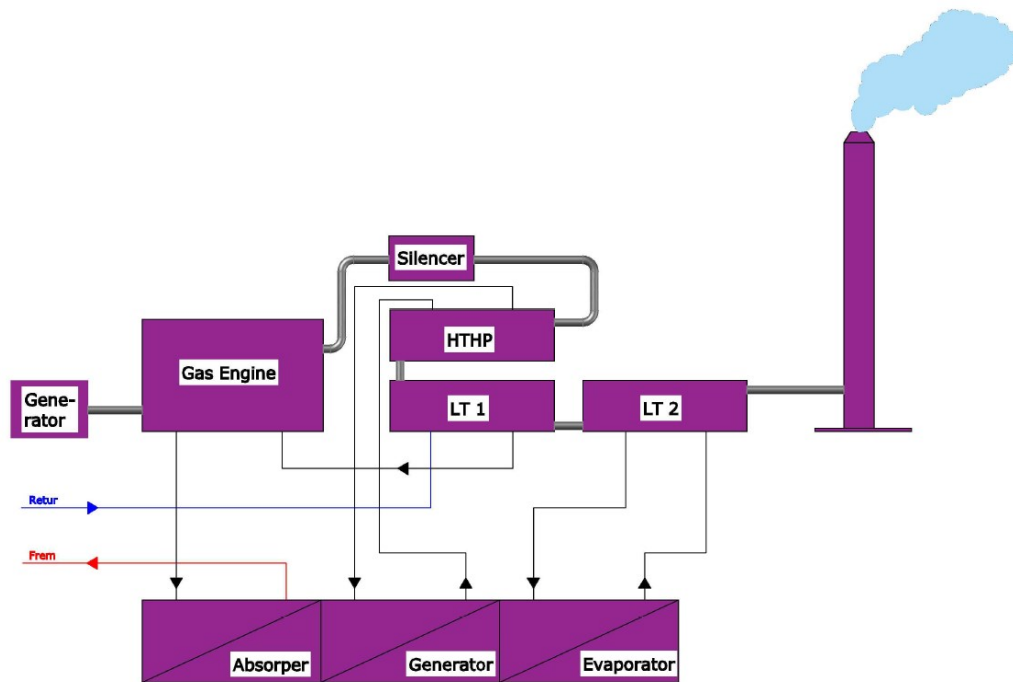 Silencer
HTHP
Gas Engine
Gene-
rator
LT 1
LT 2
Retur
Frem
Absorper
Generator
Evaporator